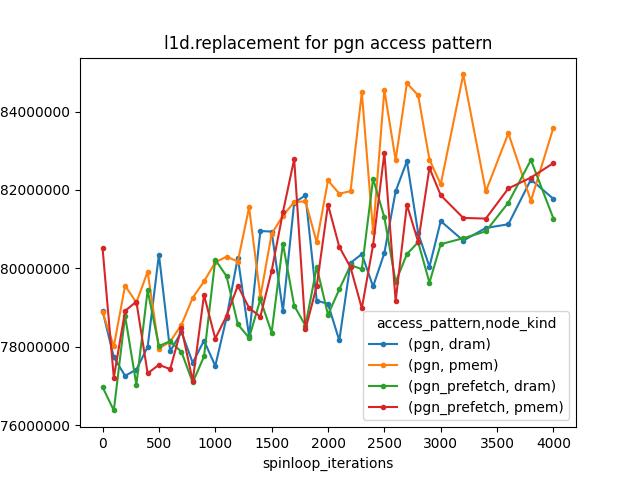 l1d.replacement for pgn access pattern
84000000
82000000
80000000
78000000
76000000
access_pattern,node_kind
(pgn, dram)
(pgn, pmem)
(pgn_prefetch, dram)
(pgn_prefetch, pmem)
0 500 1000 1500 2000 2500 3000 3500 4000
spinloop_iterations